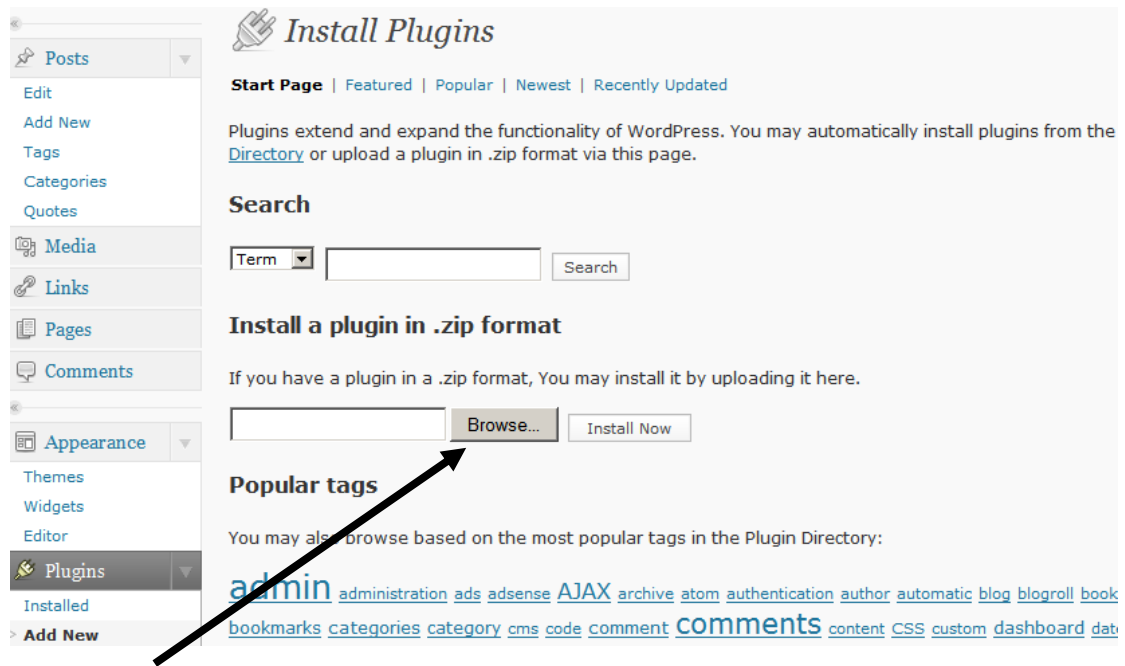 Install Plugins
Posts
Edit
Add New
Tags
Categories
Quotes
Media
Links
Pages
Comments
Appearance
Themes
Widgets
Editor
Plugins
Installed
Add New
Start Page | Featured | Popular | Newest | Recently Updated
Plugins extend and expand the functionality of WordPress. You may automatically install plugins from the
Directory or upload a plugin in .zip format via this page.
Search
Term
Search
Install a plugin in .zip format
If you have a plugin in a .zip format, You may install it by uploading it here.
Browse...
Install Now
Popular tags
You may also browse based on the most popular tags in the Plugin Directory:
admin administration ads adsense AJAX archive atom authentication author automatic blog blogroll book
bookmarks categories category cms code comment comments content CSS custom dashboard date